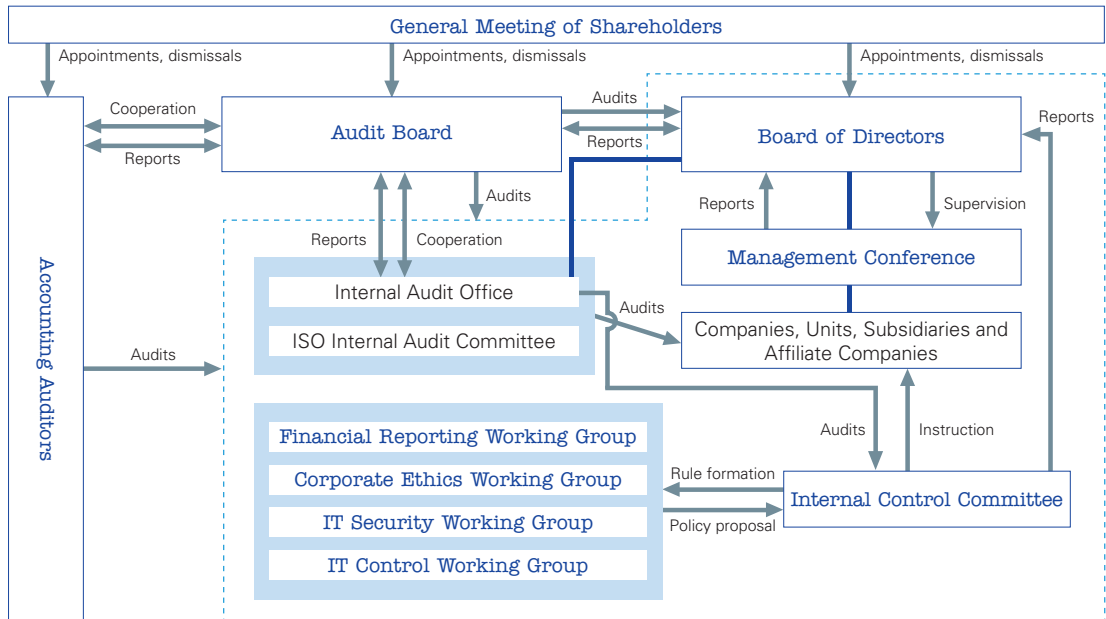 General Meeting of Shareholders
Appointments, dismissals
Appointments, dismissals
Appointments, dismissals
Cooperation
Reports
Audit Board
Audits
Reports
Board of Directors
Reports
Audits
Reports
Cooperation
Reports
Supervision
Management Conference
Accounting Auditors
Internal Audit Office
ISO Internal Audit Committee
Audits
Companies, Units, Subsidiaries and
Affiliate Companies
Audits
Financial Reporting Working Group
Corporate Ethics Working Group
IT Security Working Group
IT Control Working Group
Audits
Instruction
Rule formation
Policy proposal
Internal Control Committee